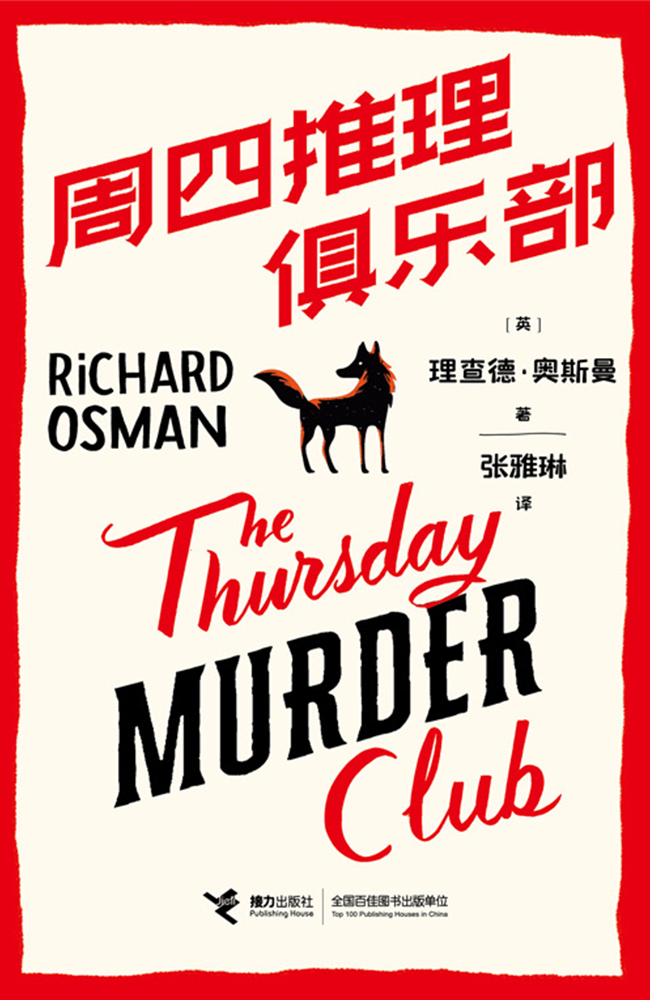 周四推理
俱乐部
[英]
理查德·奥斯曼
著
张雅琳
译
RiCHARD
OSMAN
The
Thursday
MURDER
Club
Jieli
接力出版社
Publishing House
全国百佳图书出版单位
Top 100 Publishing Houses in China